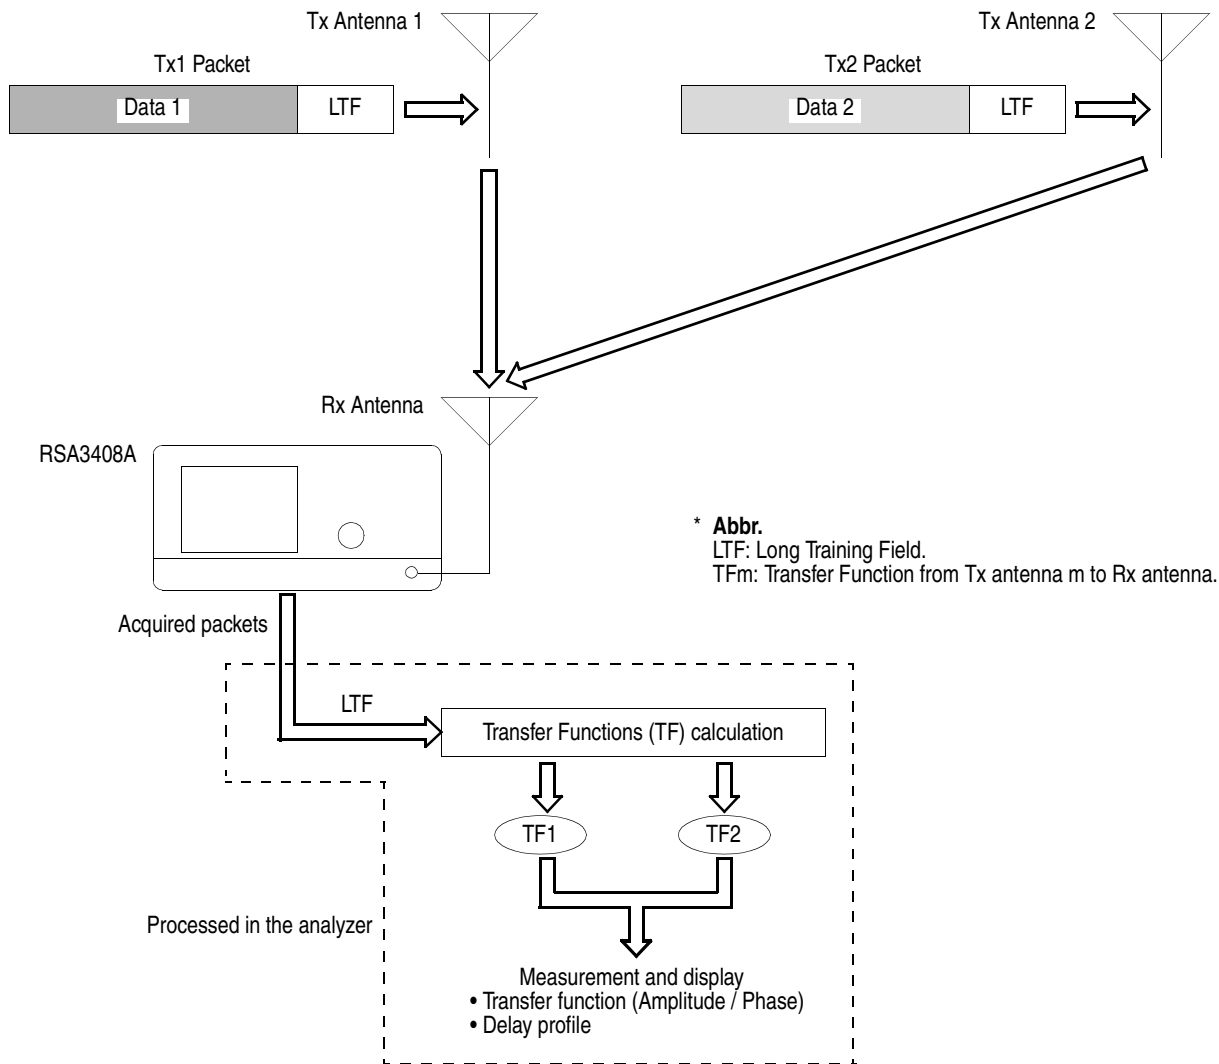 Tx Antenna 1
Tx Antenna 2
Tx1 Packet
Tx2 Packet
Data 1
LTF
Data 2
LTF
Rx Antenna
RSA3408A
* Abbr.
LTF: Long Training Field.
TFm: Transfer Function from Tx antenna m to Rx antenna.
Acquired packets
LTF
Transfer Functions (TF) calculation
TF1
TF2
Processed in the analyzer
Measurement and display
• Transfer function (Amplitude / Phase)
• Delay profile